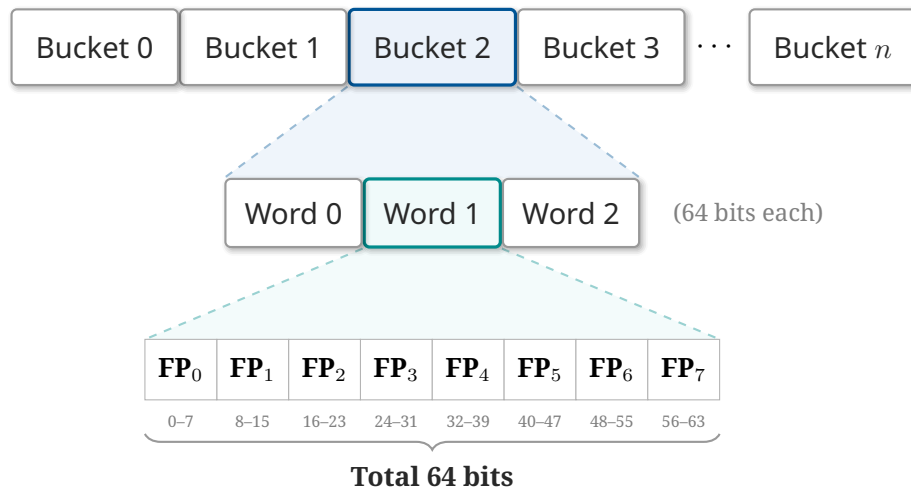 Bucket 0 Bucket 1 Bucket 2 Bucket 3 ··· Bucket n
Word 0 Word 1 Word 2 (64 bits each)
FP₀ FP₁ FP₂ FP₃ FP₄ FP₅ FP₆ FP₇
0–7 8–15 16–23 24–31 32–39 40–47 48–55 56–63
Total 64 bits